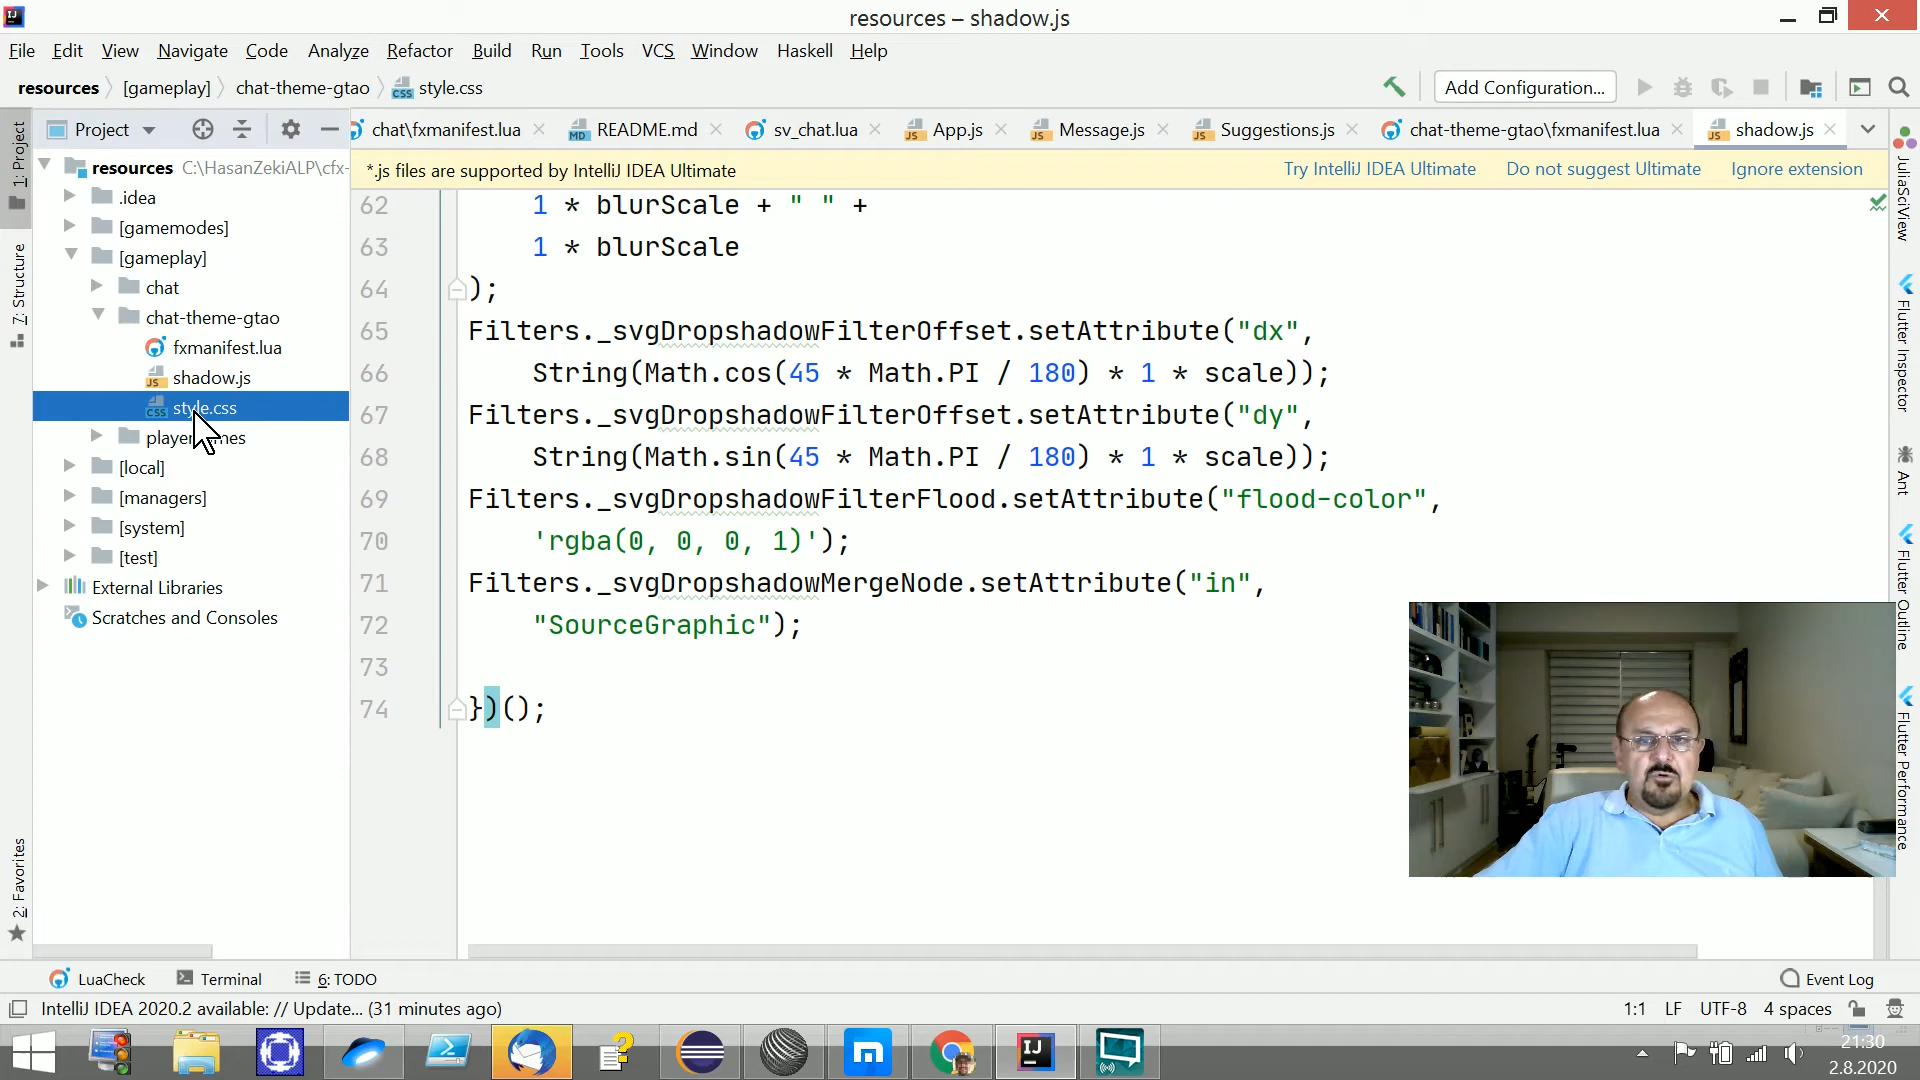 resources – shadow.js
File Edit View Navigate Code Analyze Refactor Build Run Tools VCS Window Haskell Help
resources [gameplay] chat-theme-gtao style.css
Add Configuration...
Project
chat\fxmanifest.lua README.md sv_chat.lua App.js Message.js Suggestions.js chat-theme-gtao\fxmanifest.lua shadow.js
*.js files are supported by IntelliJ IDEA Ultimate
Try IntelliJ IDEA Ultimate Do not suggest Ultimate Ignore extension
1: Project
7: Structure
2: Favorites
resources C:\HasanZekiALP\cfx-
.idea
[gamemodes]
[gameplay]
chat
chat-theme-gtao
fxmanifest.lua
shadow.js
style.css
[local]
[managers]
[system]
[test]
External Libraries
Scratches and Consoles
62 1 * blurScale + " " +
63 1 * blurScale
64 );
65 Filters._svgDropshadowFilterOffset.setAttribute("dx",
66 String(Math.cos(45 * Math.PI / 180) * 1 * scale));
67 Filters._svgDropshadowFilterOffset.setAttribute("dy",
68 String(Math.sin(45 * Math.PI / 180) * 1 * scale));
69 Filters._svgDropshadowFilterFlood.setAttribute("flood-color",
70 'rgba(0, 0, 0, 1)');
71 Filters._svgDropshadowMergeNode.setAttribute("in",
72 "SourceGraphic");
73
74 })();
JuliaSciView
Flutter Inspector
Ant
Flutter Outline
Flutter Performance
LuaCheck Terminal 6: TODO Event Log
IntelliJ IDEA 2020.2 available: // Update... (31 minutes ago)
1:1 LF UTF-8 4 spaces
21:30
2.8.2020